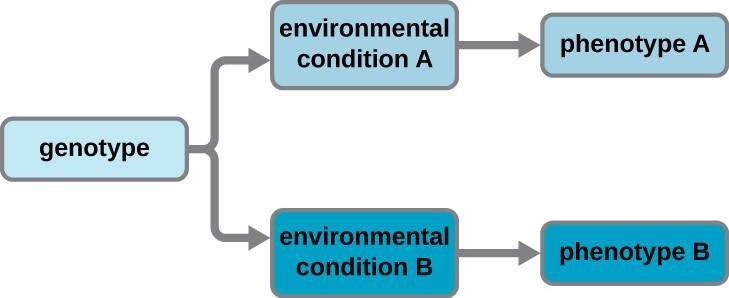 environmental
condition A
phenotype A
genotype
environmental
condition B
phenotype B